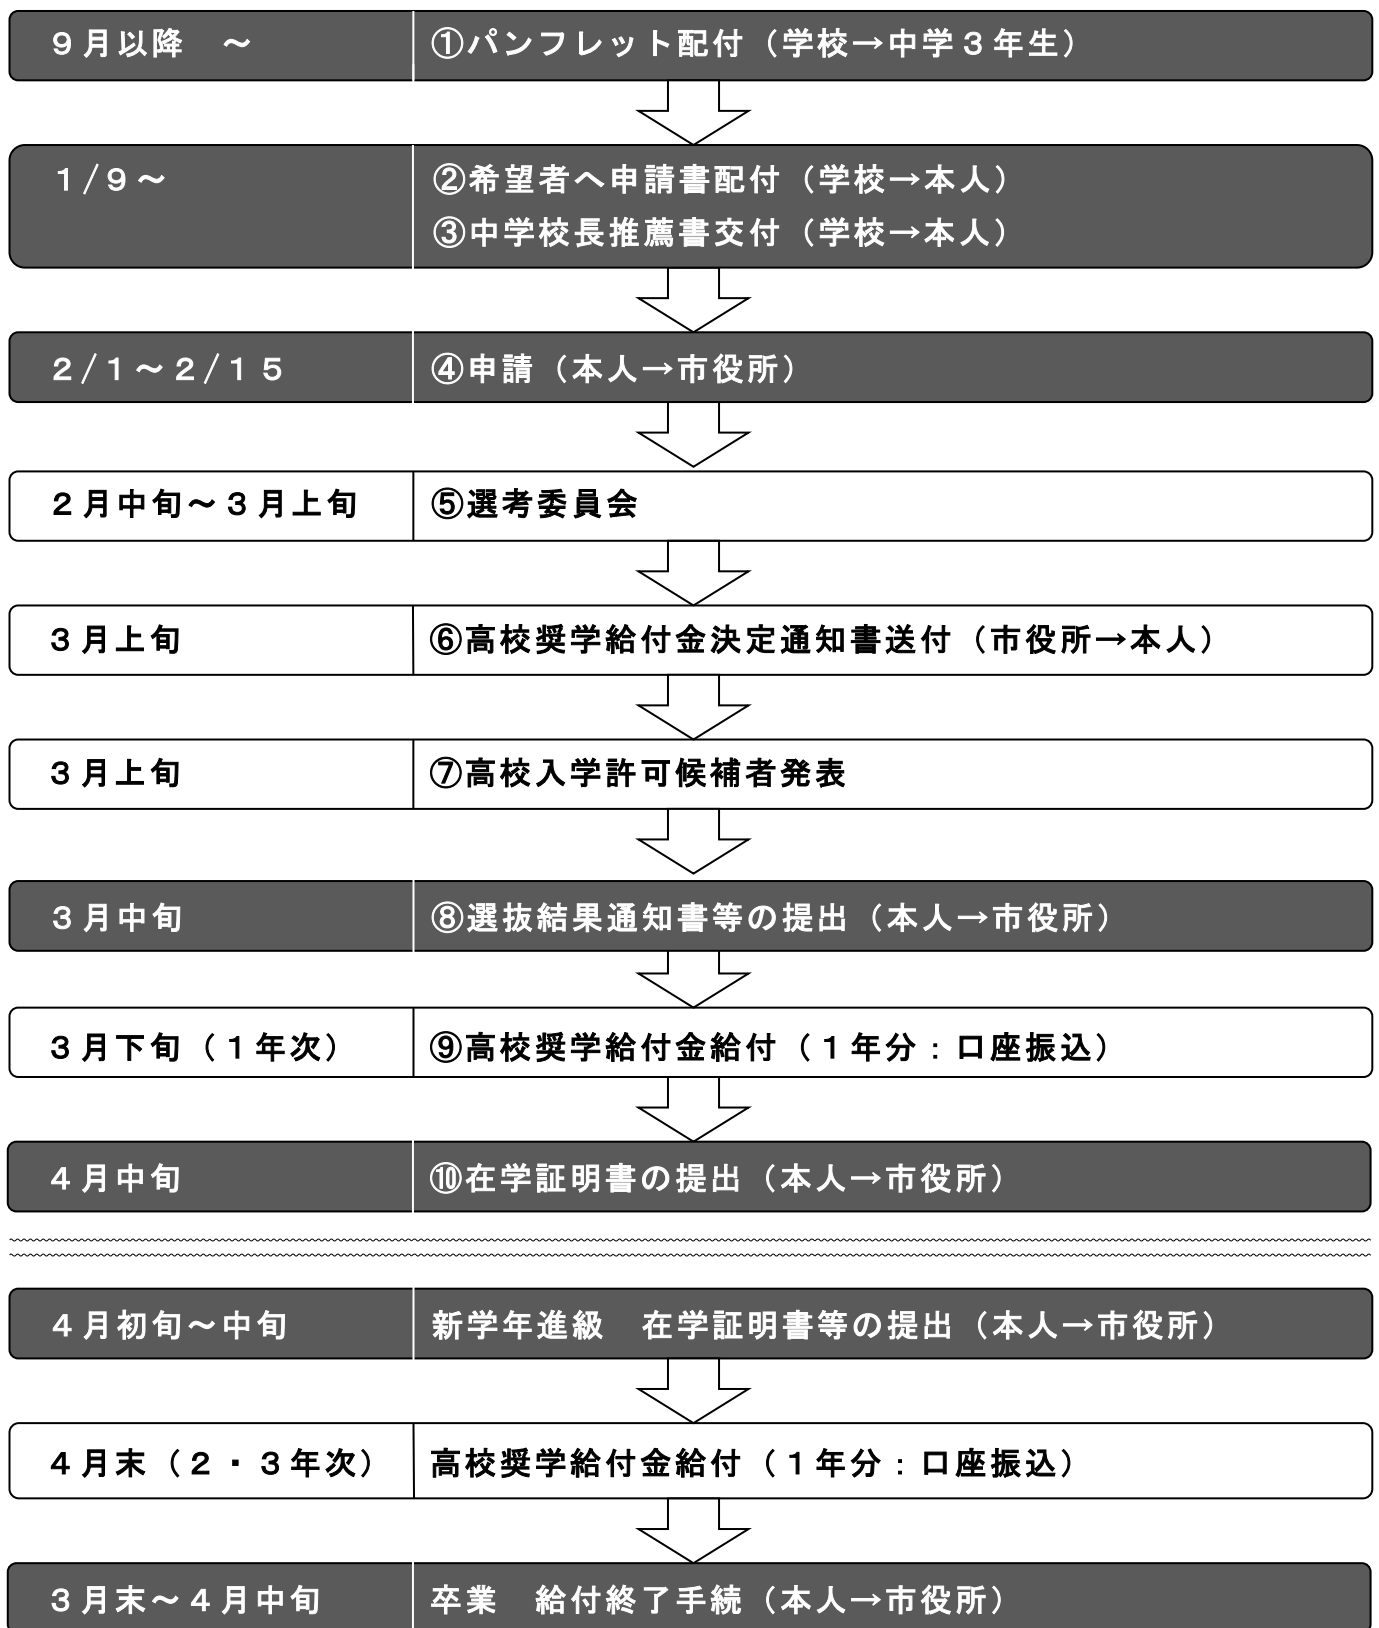 ９月以降　～　①パンフレット配付（学校→中学３年生）
１/９～　②希望者へ申請書配付（学校→本人）
③中学校長推薦書交付（学校→本人）
２/１～２/１５　④申請（本人→市役所）
２月中旬～３月上旬　⑤選考委員会
３月上旬　⑥高校奨学給付金決定通知書送付（市役所→本人）
３月上旬　⑦高校入学許可候補者発表
３月中旬　⑧選抜結果通知書等の提出（本人→市役所）
３月下旬（１年次）　⑨高校奨学給付金給付（１年分：口座振込）
４月中旬　⑩在学証明書の提出（本人→市役所）
４月初旬～中旬　新学年進級　在学証明書等の提出（本人→市役所）
４月末（２・３年次）　高校奨学給付金給付（１年分：口座振込）
３月末～４月中旬　卒業　給付終了手続（本人→市役所）